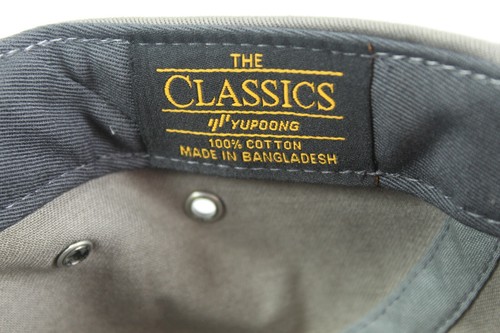 THE
CLASSICS
YUPOONG
100% COTTON
MADE IN BANGLADESH